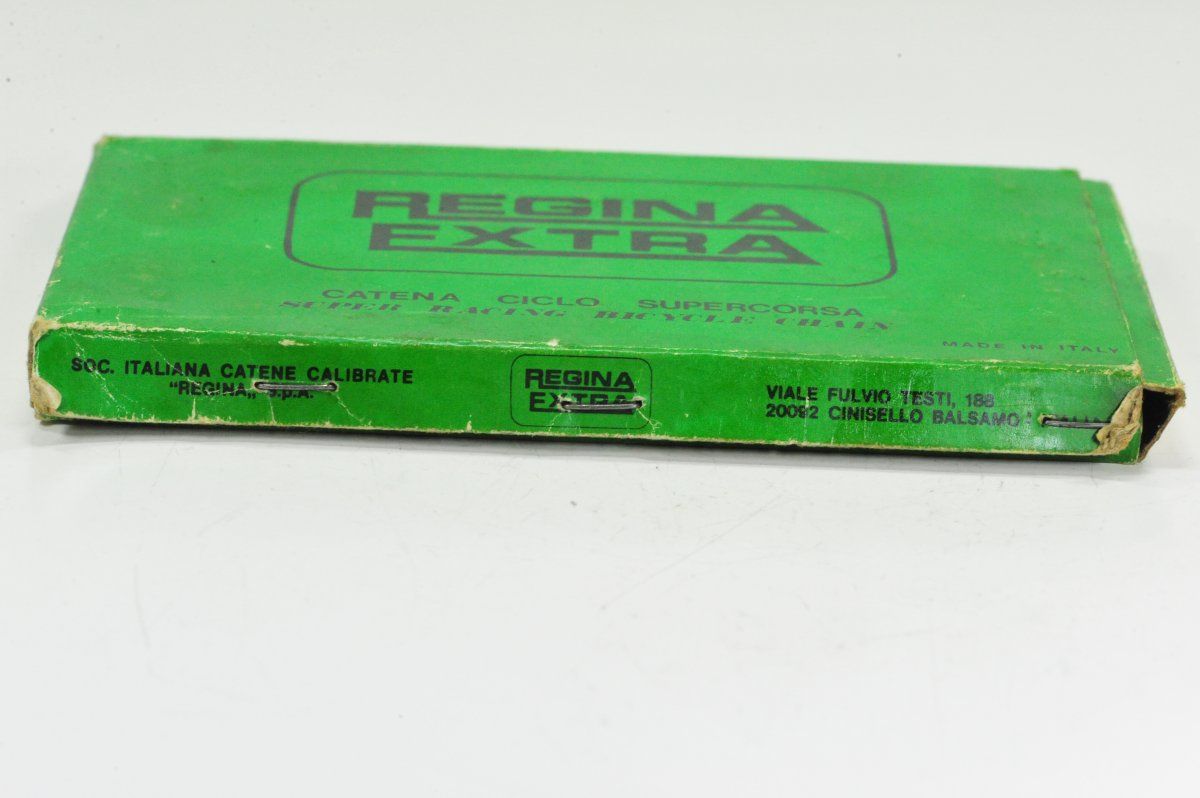 REGINA
EXTRA
CATENA CICLO SUPERCORSA
SUPER RACING BICYCLE CHAIN
MADE IN ITALY
SOC. ITALIANA CATENE CALIBRATE
"REGINA„ S.p.A.
REGINA
EXTRA
VIALE FULVIO TESTI, 188
20092 CINISELLO BALSAMO